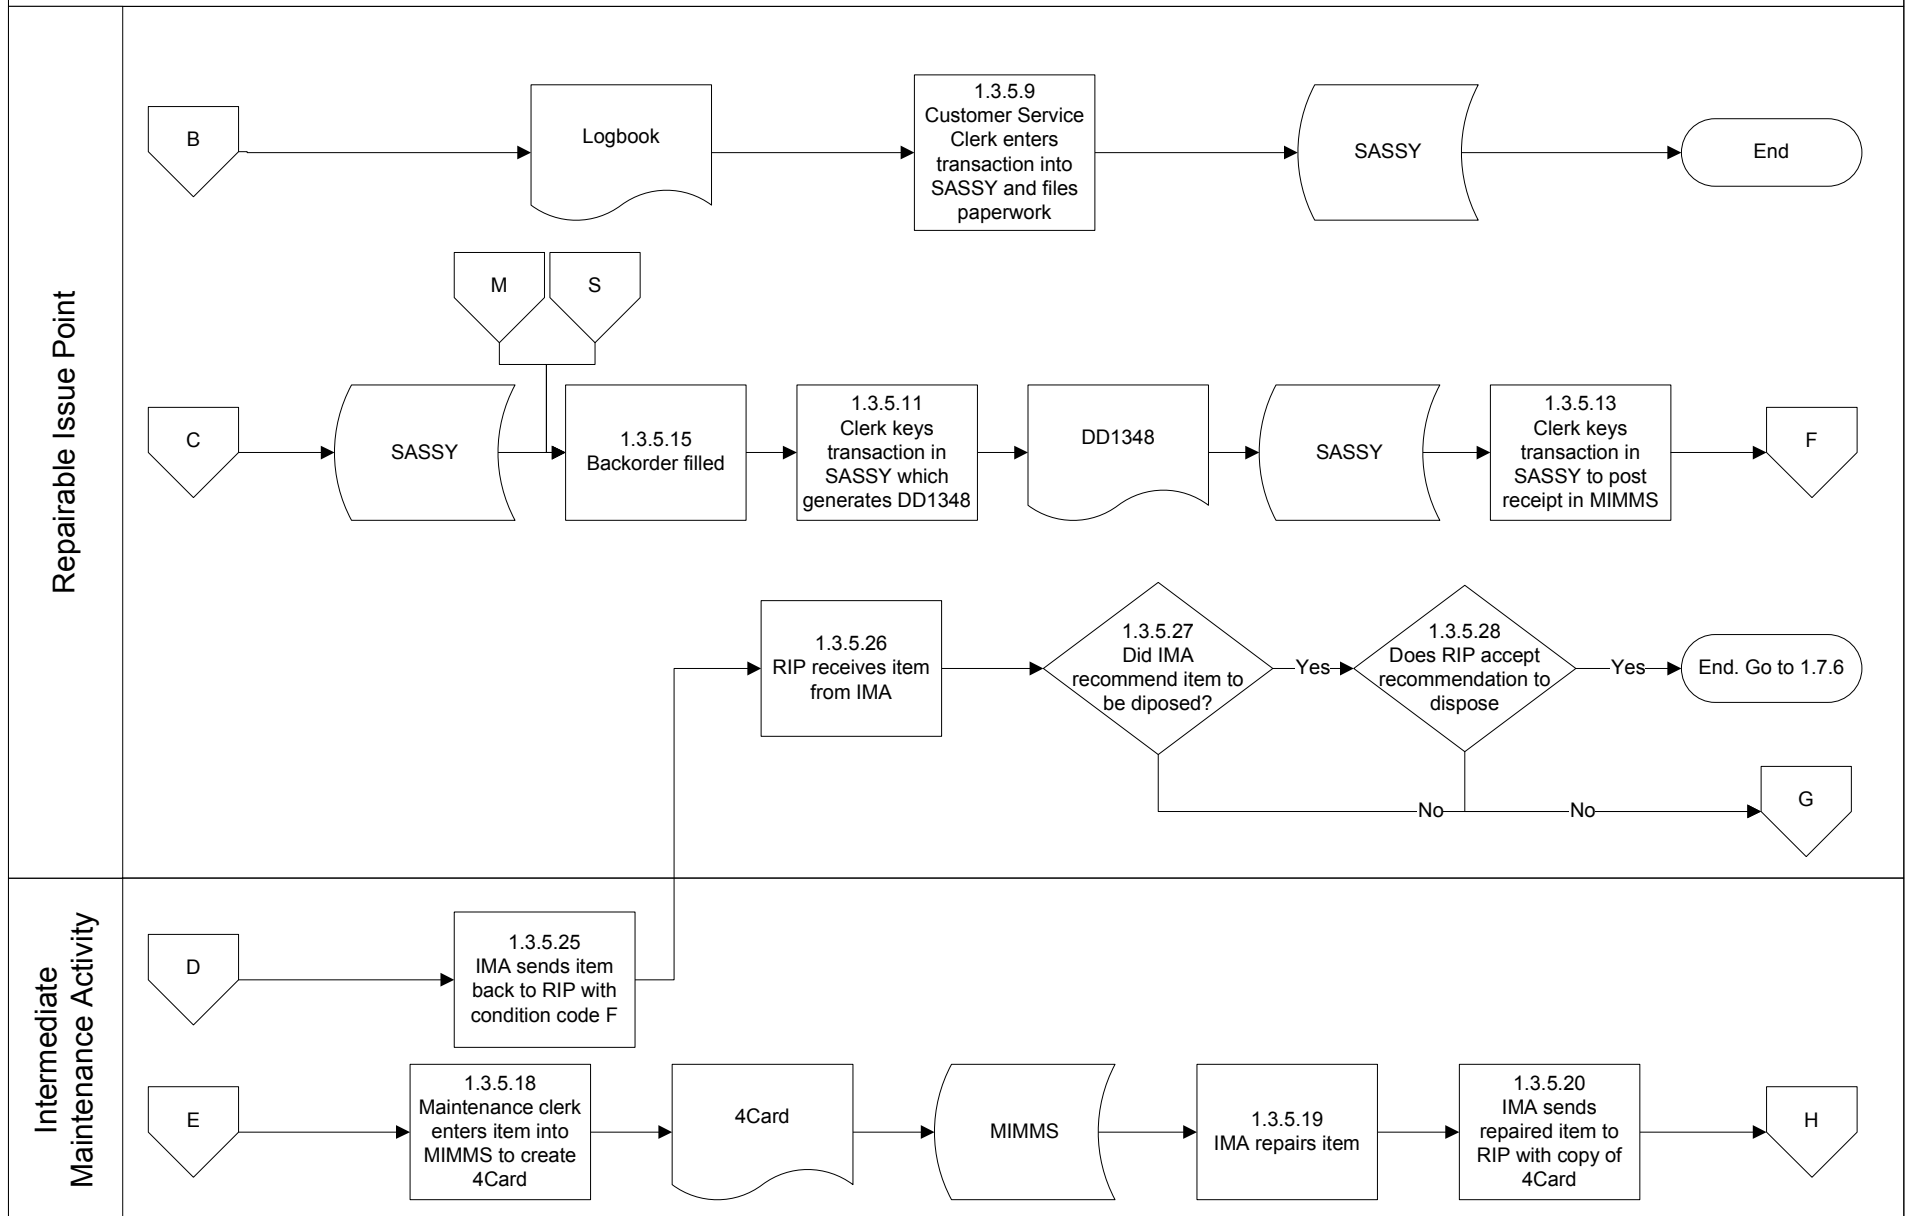 Repairable Issue Point
B
Logbook
1.3.5.9
Customer Service
Clerk enters
transaction into
SASSY and files
paperwork
SASSY
End
M
S
C
SASSY
1.3.5.15
Backorder filled
1.3.5.11
Clerk keys
transaction in
SASSY which
generates DD1348
DD1348
SASSY
1.3.5.13
Clerk keys
transaction in
SASSY to post
receipt in MIMMS
F
1.3.5.26
RIP receives item
from IMA
1.3.5.27
Did IMA
recommend item to
be diposed?
Yes
1.3.5.28
Does RIP accept
recommendation to
dispose
Yes
End. Go to 1.7.6
No
No
G
Intermediate
Maintenance Activity
D
1.3.5.25
IMA sends item
back to RIP with
condition code F
E
1.3.5.18
Maintenance clerk
enters item into
MIMMS to create
4Card
4Card
MIMMS
1.3.5.19
IMA repairs item
1.3.5.20
IMA sends
repaired item to
RIP with copy of
4Card
H